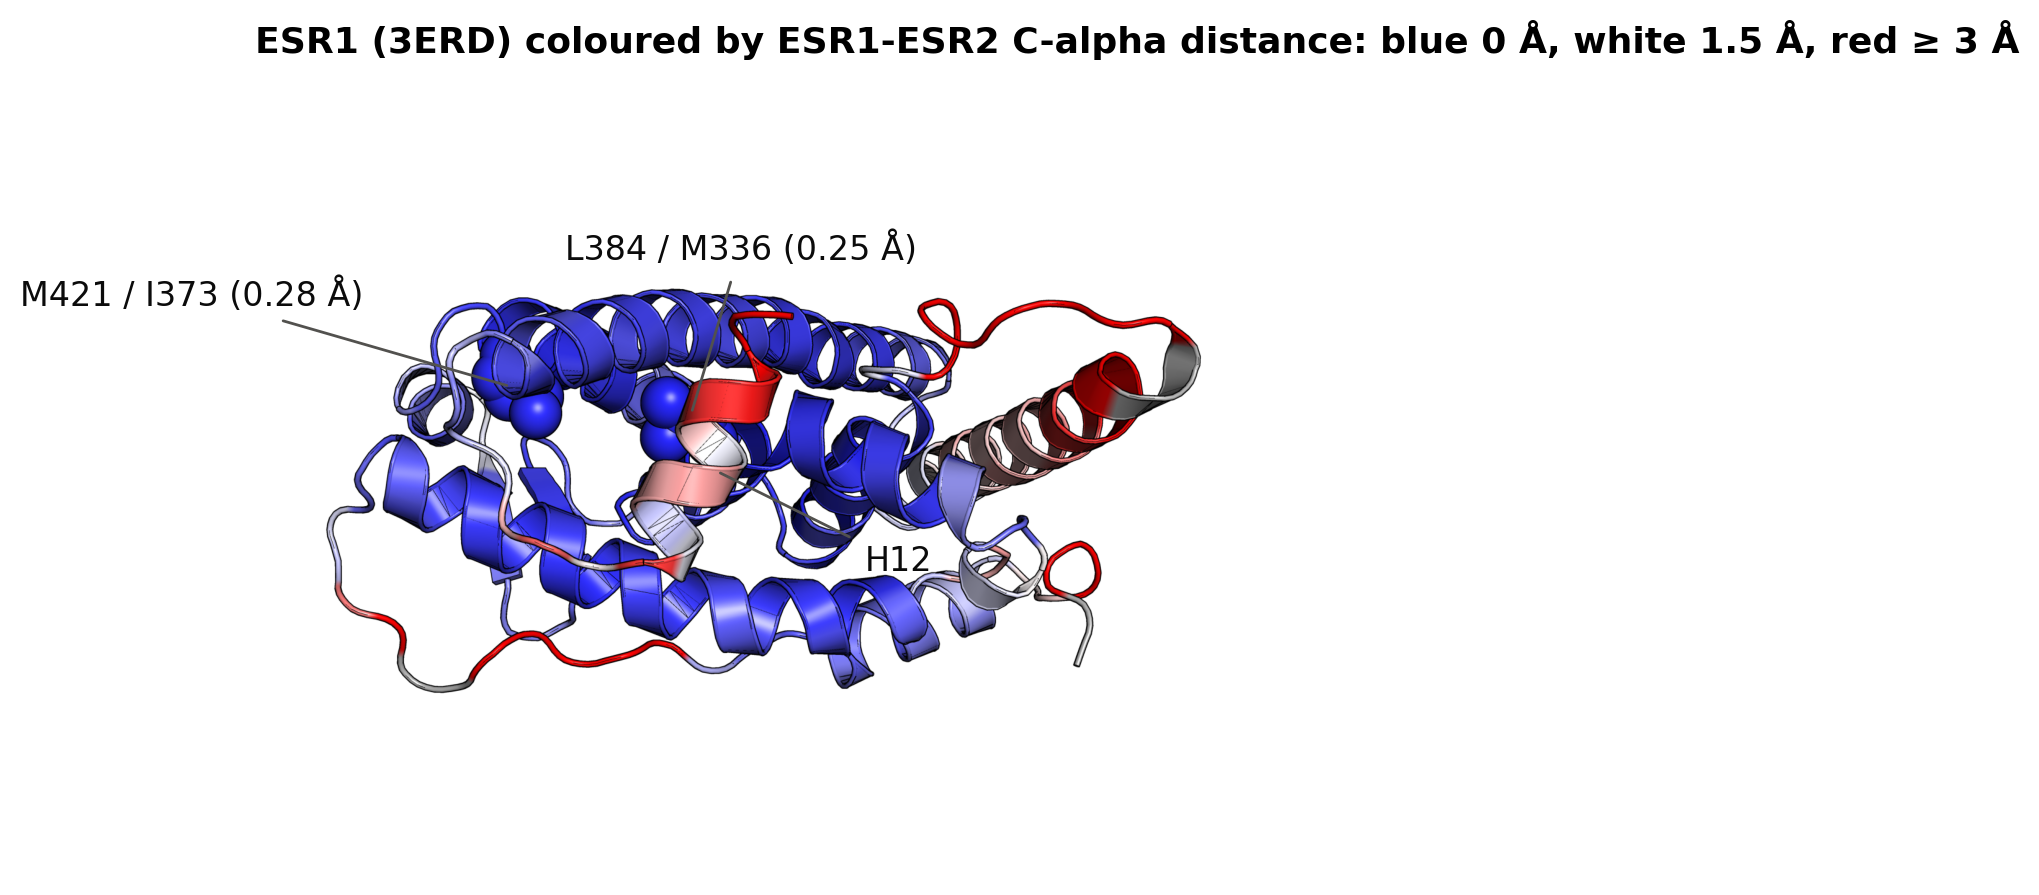 ESR1 (3ERD) coloured by ESR1-ESR2 C-alpha distance: blue 0 Å, white 1.5 Å, red ≥ 3 Å
L384 / M336 (0.25 Å)
M421 / I373 (0.28 Å)
H12